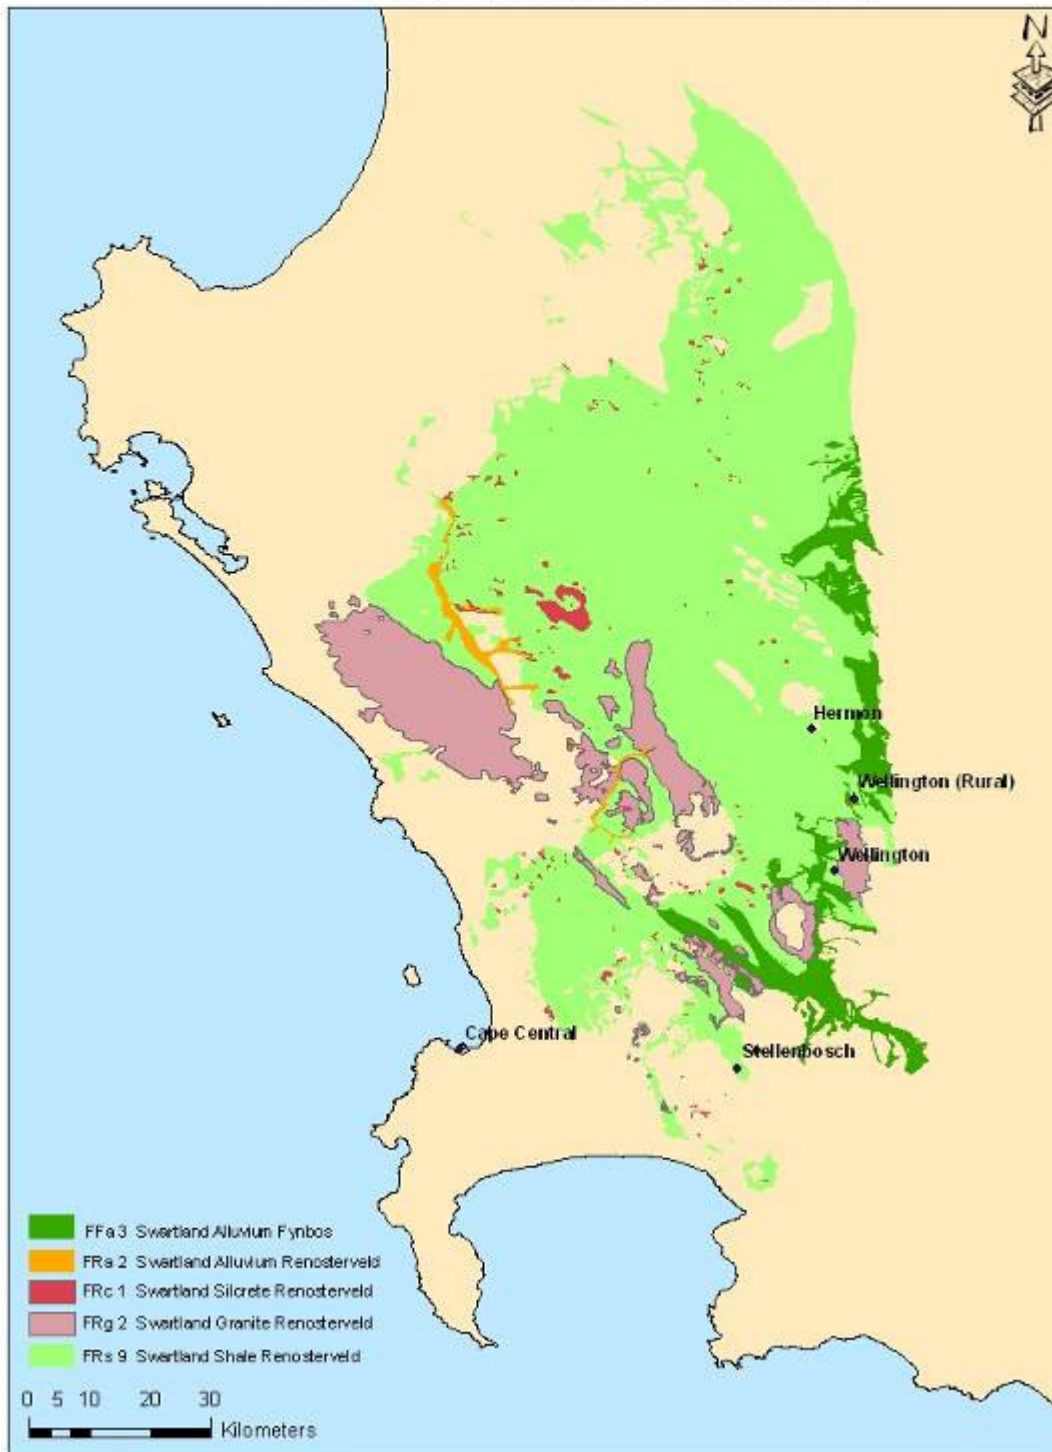 N
Hermon
Wellington (Rural)
Wellington
Cape Central
Stellenbosch
FFa 3 Swartland Alluvium Fynbos
FRa 2 Swartland Alluvium Renosterveld
FRc 1 Swartland Silcrete Renosterveld
FRg 2 Swartland Granite Renosterveld
FRs 9 Swartland Shale Renosterveld
0 5 10 20 30
Kilometers